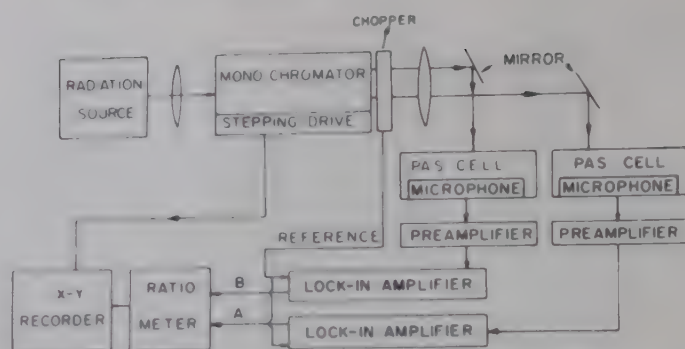 CHOPPER
RADIATION
SOURCE
MONO CHROMATOR
STEPPING DRIVE
MIRROR
PAS CELL
MICROPHONE
PAS CELL
MICROPHONE
REFERENCE
PREAMPLIFIER
PREAMPLIFIER
X-Y
RECORDER
RATIO
METER
B
LOCK-IN AMPLIFIER
A
LOCK-IN AMPLIFIER